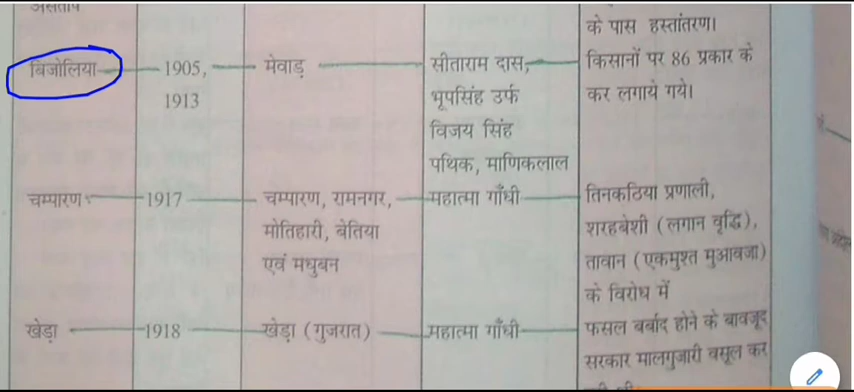 असंतोष
के पास हस्तांतरण।
बिजोलिया 1905, मेवाड़ सीताराम दास, किसानों पर 86 प्रकार के
1913 भूपसिंह उर्फ कर लगाये गये।
विजय सिंह
पथिक, माणिकलाल
चम्पारण 1917 चम्पारण, रामनगर, महात्मा गाँधी तिनकठिया प्रणाली,
मोतिहारी, बेतिया शरहबेशी (लगान वृद्धि),
एवं मधुबन तावान (एकमुश्त मुआवजा)
के विरोध में
खेड़ा 1918 खेड़ा (गुजरात) महात्मा गाँधी फसल बर्बाद होने के बावजूद
सरकार मालगुजारी वसूल कर